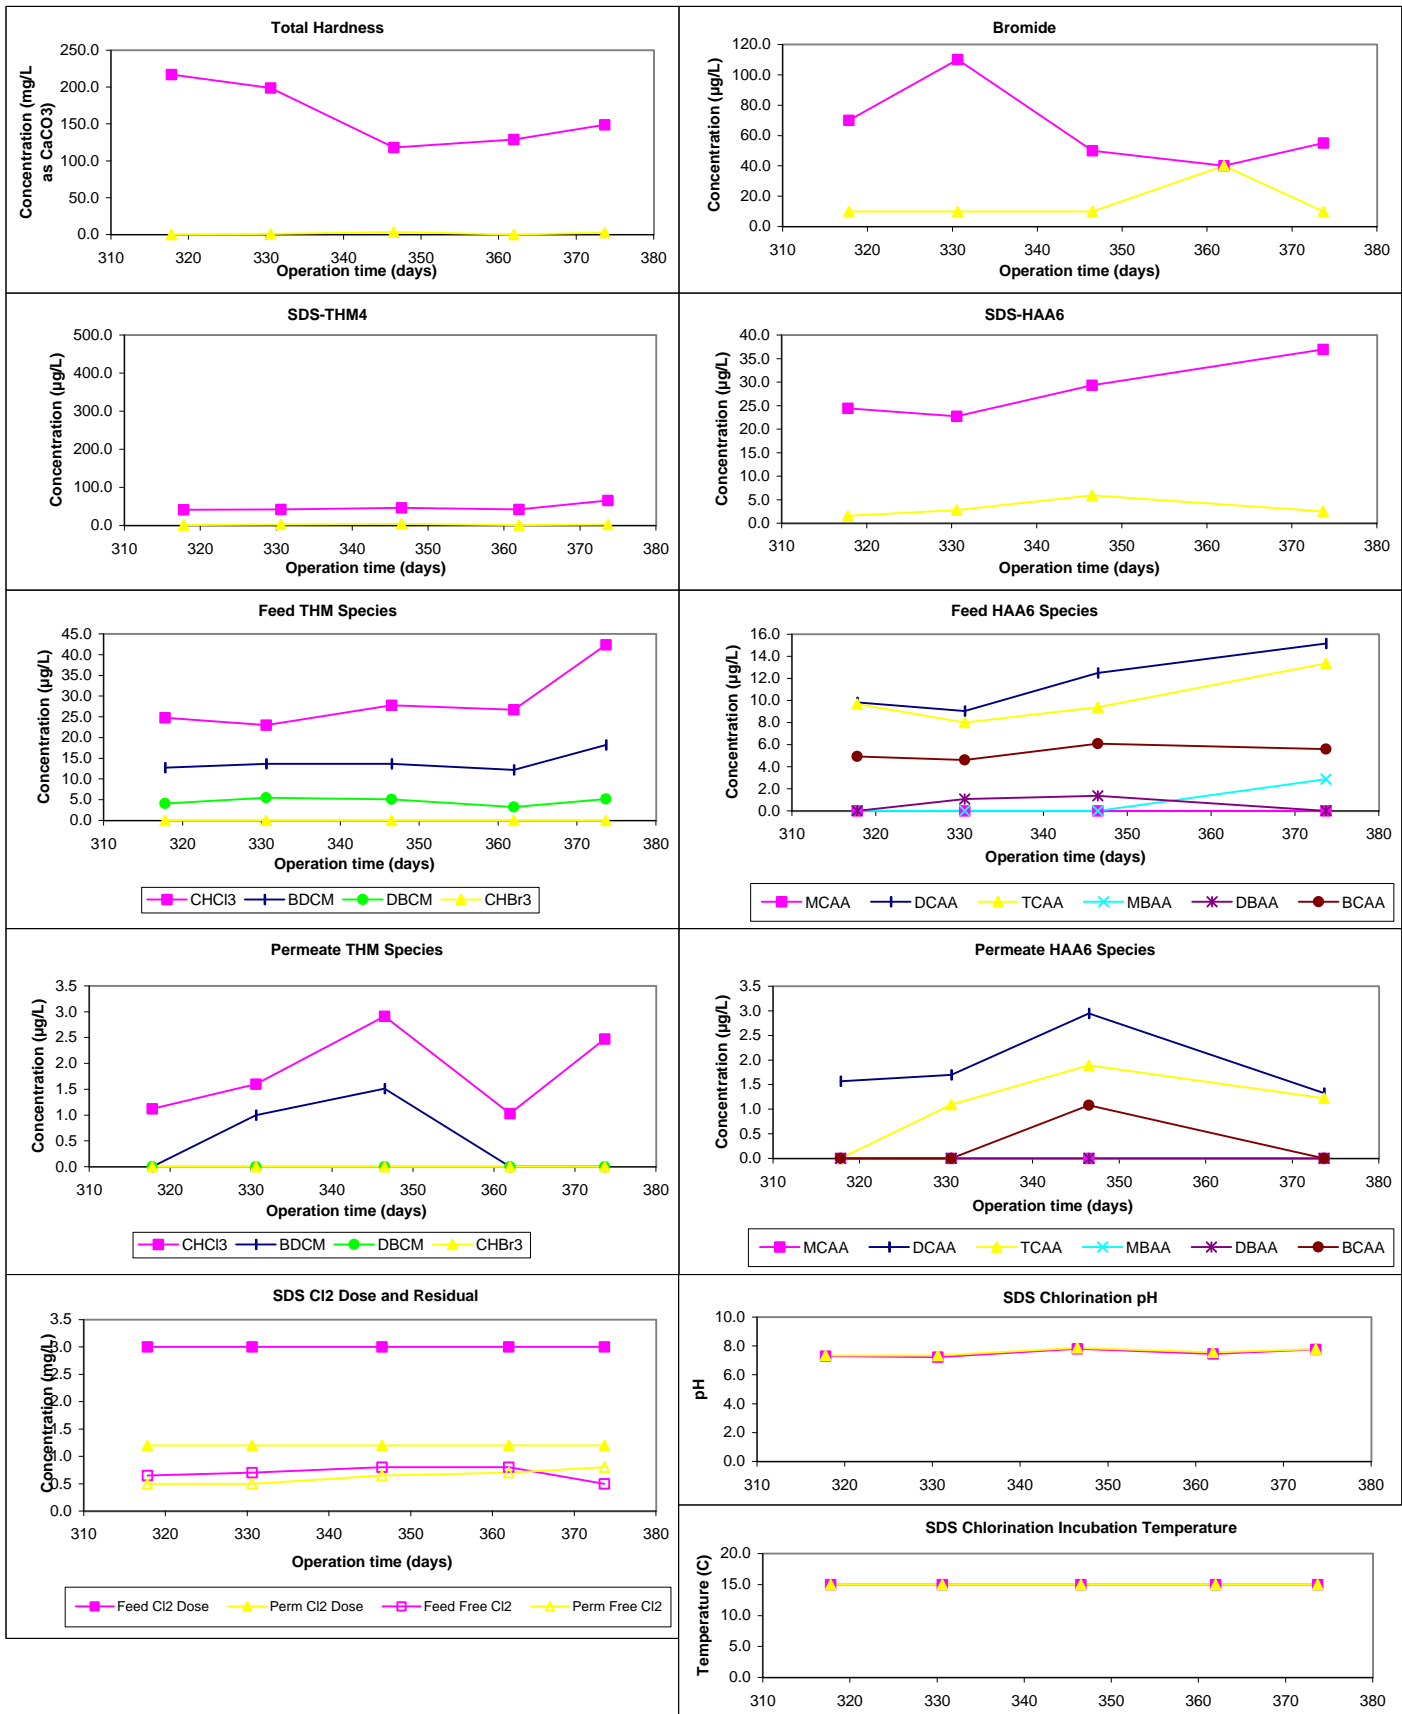 Total Hardness
250.0
200.0
150.0
100.0
50.0
0.0
310 320 330 340 350 360 370 380
Operation time (days)
Concentration (mg/L
as CaCO3)
Bromide
120.0
100.0
80.0
60.0
40.0
20.0
0.0
310 320 330 340 350 360 370 380
Operation time (days)
Concentration (µg/L)
SDS-THM4
500.0
400.0
300.0
200.0
100.0
0.0
310 320 330 340 350 360 370 380
Operation time (days)
Concentration (µg/L)
SDS-HAA6
40.0
35.0
30.0
25.0
20.0
15.0
10.0
5.0
0.0
310 320 330 340 350 360 370 380
Operation time (days)
Concentration (µg/L)
Feed THM Species
45.0
40.0
35.0
30.0
25.0
20.0
15.0
10.0
5.0
0.0
310 320 330 340 350 360 370 380
Operation time (days)
Concentration (µg/L)
CHCl3 BDCM DBCM CHBr3
Feed HAA6 Species
16.0
14.0
12.0
10.0
8.0
6.0
4.0
2.0
0.0
310 320 330 340 350 360 370 380
Operation time (days)
Concentration (µg/L)
MCAA DCAA TCAA MBAA DBAA BCAA
Permeate THM Species
3.5
3.0
2.5
2.0
1.5
1.0
0.5
0.0
310 320 330 340 350 360 370 380
Operation time (days)
Concentration (µg/L)
CHCl3 BDCM DBCM CHBr3
Permeate HAA6 Species
3.5
3.0
2.5
2.0
1.5
1.0
0.5
0.0
310 320 330 340 350 360 370 380
Operation time (days)
Concentration (µg/L)
MCAA DCAA TCAA MBAA DBAA BCAA
SDS Cl2 Dose and Residual
3.5
3.0
2.5
2.0
1.5
1.0
0.5
0.0
310 320 330 340 350 360 370 380
Operation time (days)
Concentration (mg/L)
Feed Cl2 Dose Perm Cl2 Dose Feed Free Cl2 Perm Free Cl2
SDS Chlorination pH
10.0
8.0
6.0
4.0
2.0
0.0
310 320 330 340 350 360 370 380
pH
SDS Chlorination Incubation Temperature
20.0
15.0
10.0
5.0
0.0
310 320 330 340 350 360 370 380
Temperature (C)